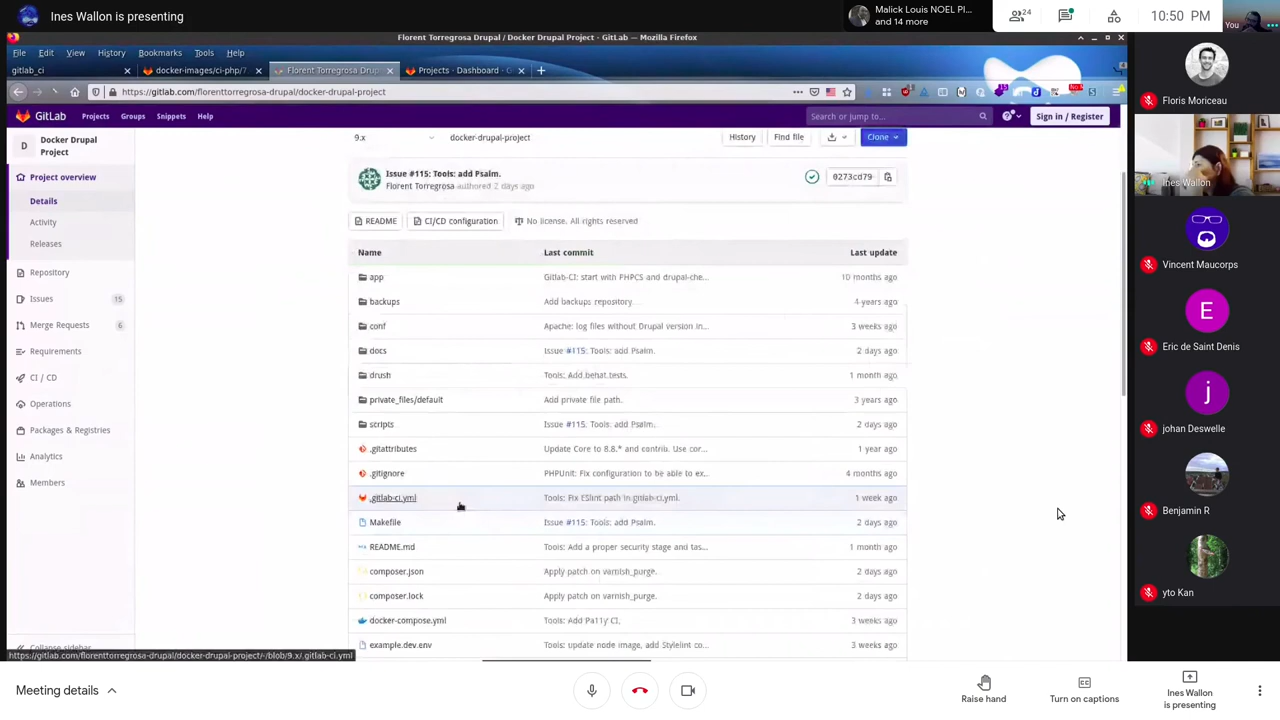 Ines Wallon is presenting
Malick Louis NOEL PI...
and 14 more
24
10:50 PM
You
Florent Torregrosa Drupal / Docker Drupal Project · GitLab — Mozilla Firefox
File Edit View History Bookmarks Tools Help
gitlab_ci
docker-images/ci-php/7
Florent Torregrosa Drup
Projects · Dashboard · G
https://gitlab.com/florenttorregrosa-drupal/docker-drupal-project
GitLab Projects Groups Snippets Help
Search or jump to...
Sign in / Register
D
Docker Drupal
Project
Project overview
Details
Activity
Releases
Repository
Issues 15
Merge Requests 6
Requirements
CI / CD
Operations
Packages & Registries
Analytics
Members
Collapse sidebar
9.x
docker-drupal-project
History
Find file
Clone
Issue #115: Tools: add Psalm.
Florent Torregrosa authored 2 days ago
0273cd79
README
CI/CD configuration
No license. All rights reserved
Name Last commit Last update
app Gitlab-CI: start with PHPCS and drupal-che... 10 months ago
backups Add backups repository. 4 years ago
conf Apache: log files without Drupal version in... 3 weeks ago
docs Issue #115: Tools: add Psalm. 2 days ago
drush Tools: Add behat tests. 1 month ago
private_files/default Add private file path. 3 years ago
scripts Issue #115: Tools: add Psalm. 2 days ago
.gitattributes Update Core to 8.8.* and contrib. Use cor... 1 year ago
.gitignore PHPUnit: Fix configuration to be able to ex... 4 months ago
.gitlab-ci.yml Tools: Fix ESlint path in gitlab-ci.yml. 1 week ago
Makefile Issue #115: Tools: add Psalm. 2 days ago
README.md Tools: Add a proper security stage and tas... 1 month ago
composer.json Apply patch on varnish_purge. 2 days ago
composer.lock Apply patch on varnish_purge. 2 days ago
docker-compose.yml Tools: Add Pa11y CI. 3 weeks ago
example.dev.env Tools: update node image, add Stylelint co... 3 weeks ago
https://gitlab.com/florenttorregrosa-drupal/docker-drupal-project/-/blob/9.x/.gitlab-ci.yml
Floris Moriceau
Ines Wallon
Vincent Maucorps
E
Eric de Saint Denis
j
johan Deswelle
Benjamin R
yto Kan
Meeting details
Raise hand
Turn on captions
Ines Wallon
is presenting